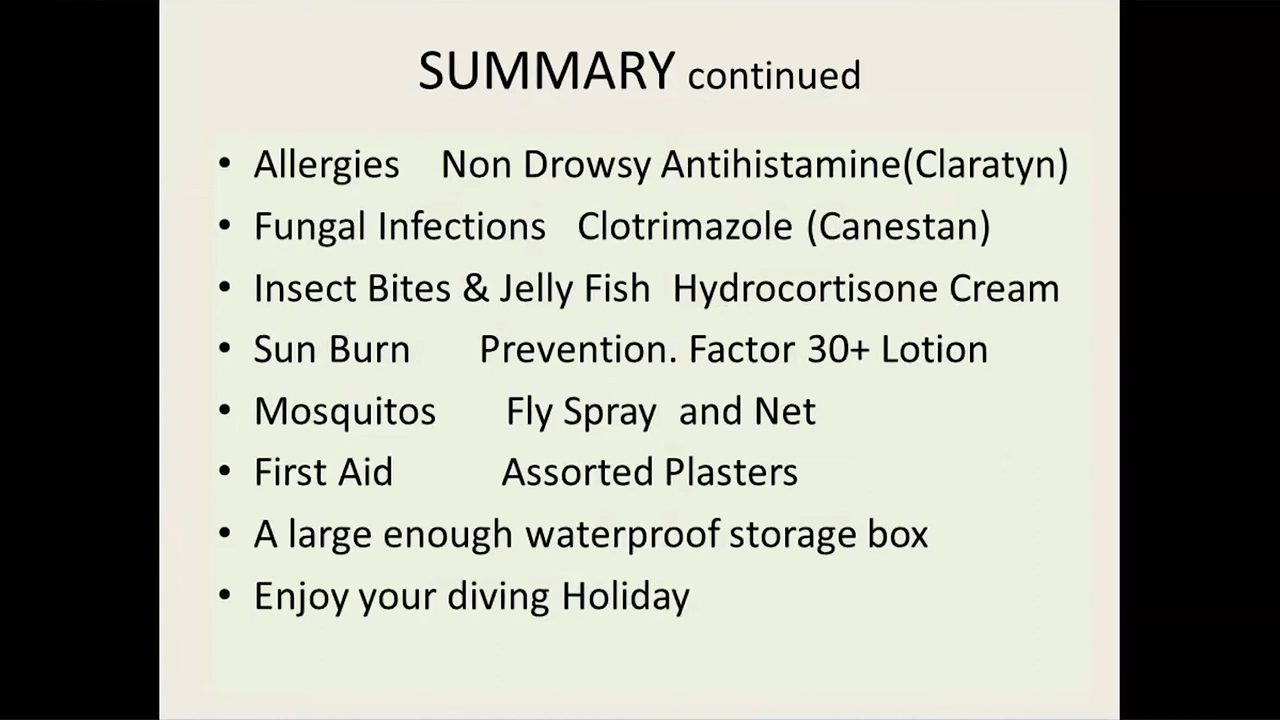 SUMMARY continued
• Allergies Non Drowsy Antihistamine(Claratyn)
• Fungal Infections Clotrimazole (Canestan)
• Insect Bites & Jelly Fish Hydrocortisone Cream
• Sun Burn Prevention. Factor 30+ Lotion
• Mosquitos Fly Spray and Net
• First Aid Assorted Plasters
• A large enough waterproof storage box
• Enjoy your diving Holiday